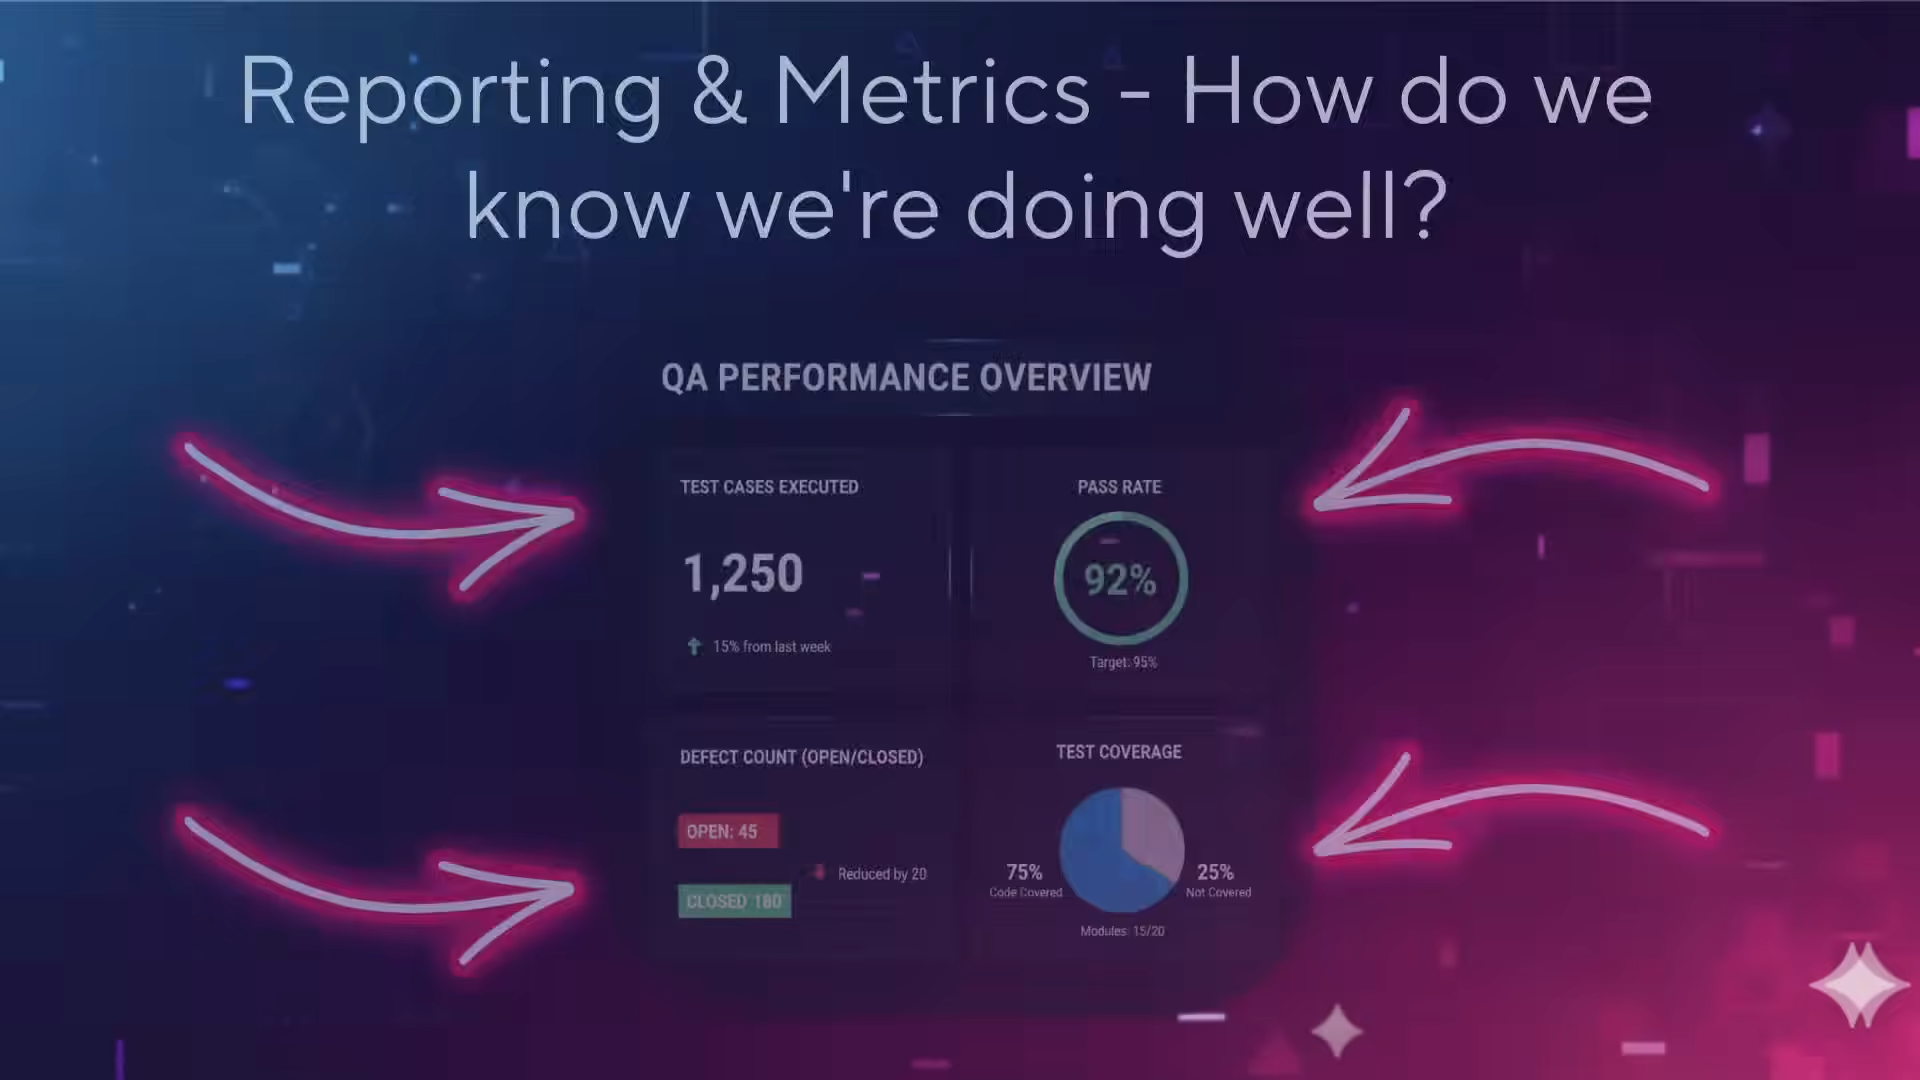 Reporting & Metrics - How do we
know we're doing well?
QA PERFORMANCE OVERVIEW
TEST CASES EXECUTED
1,250
15% from last week
PASS RATE
92%
Target: 95%
DEFECT COUNT (OPEN/CLOSED)
OPEN: 45
Reduced by 20
CLOSED 180
TEST COVERAGE
75%
Code Covered
25%
Not Covered
Modules: 15/20